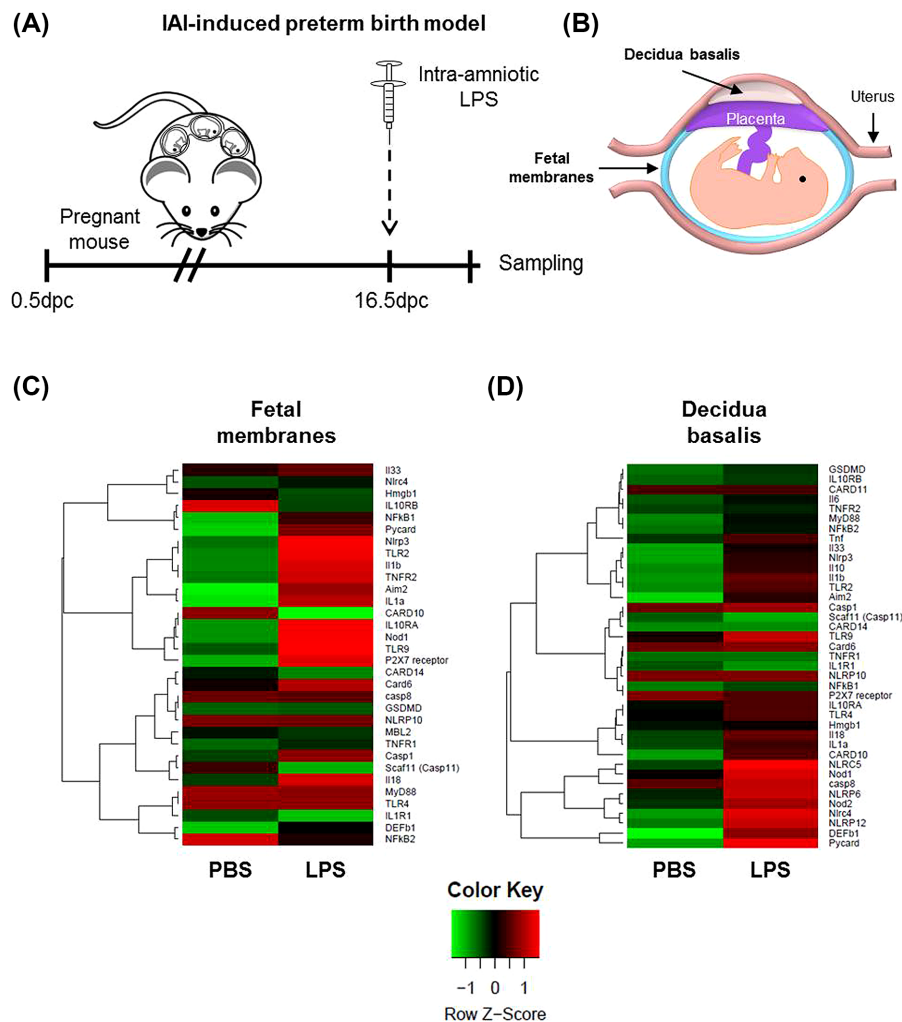 (A)
IAI-induced preterm birth model
Intra-amniotic
LPS
Pregnant
mouse
Sampling
0.5dpc
16.5dpc
(B)
Decidua basalis
Uterus
Placenta
Fetal
membranes
(C)
Fetal
membranes
Il33
Nlrc4
Hmgb1
IL10RB
NFkB1
Pycard
Nlrp3
TLR2
Il1b
TNFR2
Aim2
IL1a
CARD10
IL10RA
Nod1
TLR9
P2X7 receptor
CARD14
Card6
casp8
GSDMD
NLRP10
MBL2
TNFR1
Casp1
Scaf11 (Casp11)
Il18
MyD88
TLR4
IL1R1
DEFb1
NFkB2
PBS
LPS
(D)
Decidua
basalis
GSDMD
IL10RB
CARD11
Il6
TNFR2
MyD88
NFkB2
Tnf
Il33
Nlrp3
Il10
Il1b
TLR2
Aim2
Casp1
Scaf11 (Casp11)
CARD14
TLR9
Card6
TNFR1
IL1R1
NLRP10
NFkB1
P2X7 receptor
IL10RA
TLR4
Hmgb1
Il18
IL1a
CARD10
NLRC5
Nod1
casp8
NLRP6
Nod2
Nlrc4
NLRP12
DEFb1
Pycard
PBS
LPS
Color Key
−1 0 1
Row Z−Score